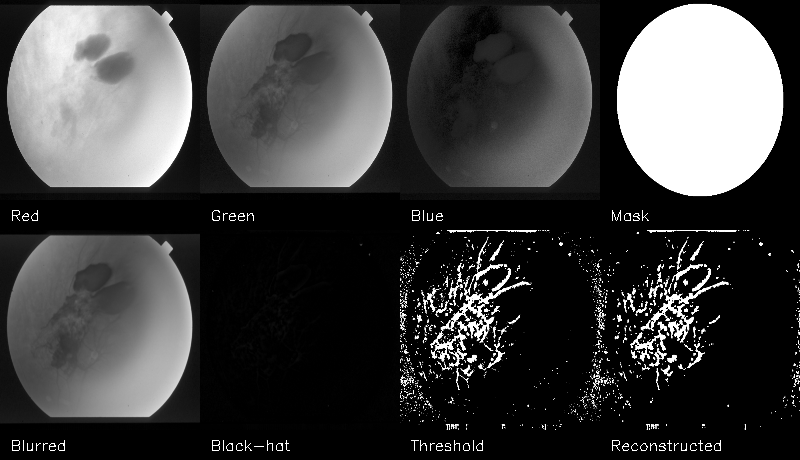 Red
Green
Blue
Mask
Blurred
Black-hat
Threshold
Reconstructed